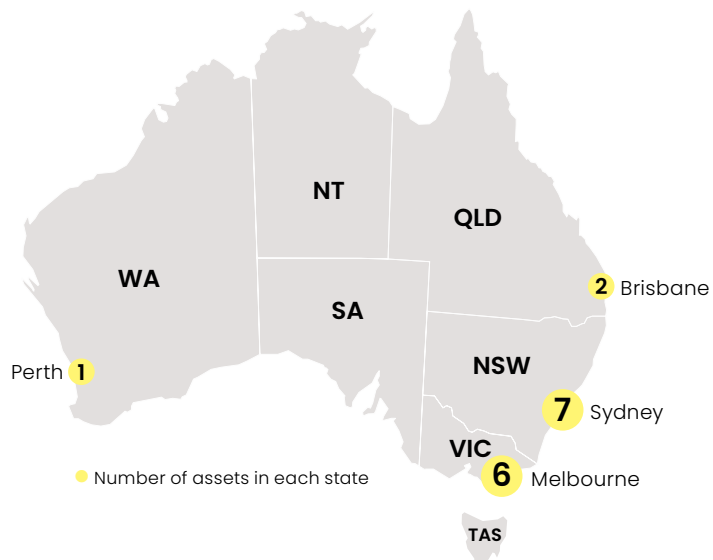 NT
QLD
WA
2 Brisbane
SA
NSW
Perth 1
7 Sydney
VIC
6 Melbourne
Number of assets in each state
TAS